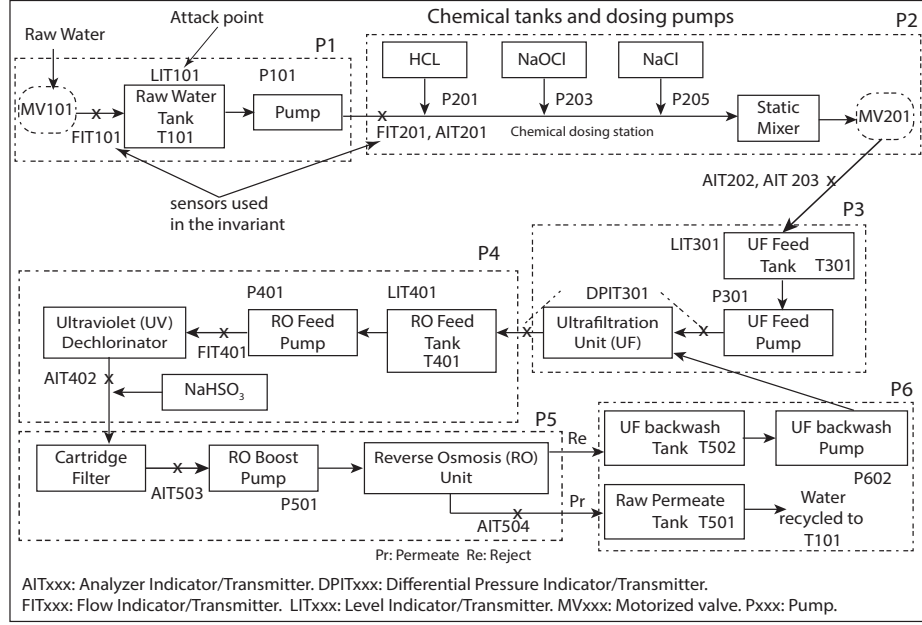 Attack point
Chemical tanks and dosing pumps
P2
Raw Water
P1
LIT101
P101
HCL
NaOCl
NaCl
MV101
Raw Water
Tank
T101
Pump
P201
P203
P205
Static
Mixer
MV201
FIT101
FIT201, AIT201
Chemical dosing station
sensors used
in the invariant
AIT202, AIT 203
P3
LIT301
UF Feed
Tank T301
P4
P401
LIT401
DPIT301
P301
Ultraviolet (UV)
Dechlorinator
FIT401
RO Feed
Pump
RO Feed
Tank
T401
Ultrafiltration
Unit (UF)
UF Feed
Pump
AIT402
NaHSO3
P6
P5
Re
UF backwash
Tank T502
UF backwash
Pump
P602
Cartridge
Filter
AIT503
RO Boost
Pump
P501
Reverse Osmosis (RO)
Unit
AIT504
Pr
Raw Permeate
Tank T501
Water
recycled to
T101
Pr: Permeate Re: Reject
AITxxx: Analyzer Indicator/Transmitter. DPITxxx: Differential Pressure Indicator/Transmitter.
FITxxx: Flow Indicator/Transmitter. LITxxx: Level Indicator/Transmitter. MVxxx: Motorized valve. Pxxx: Pump.